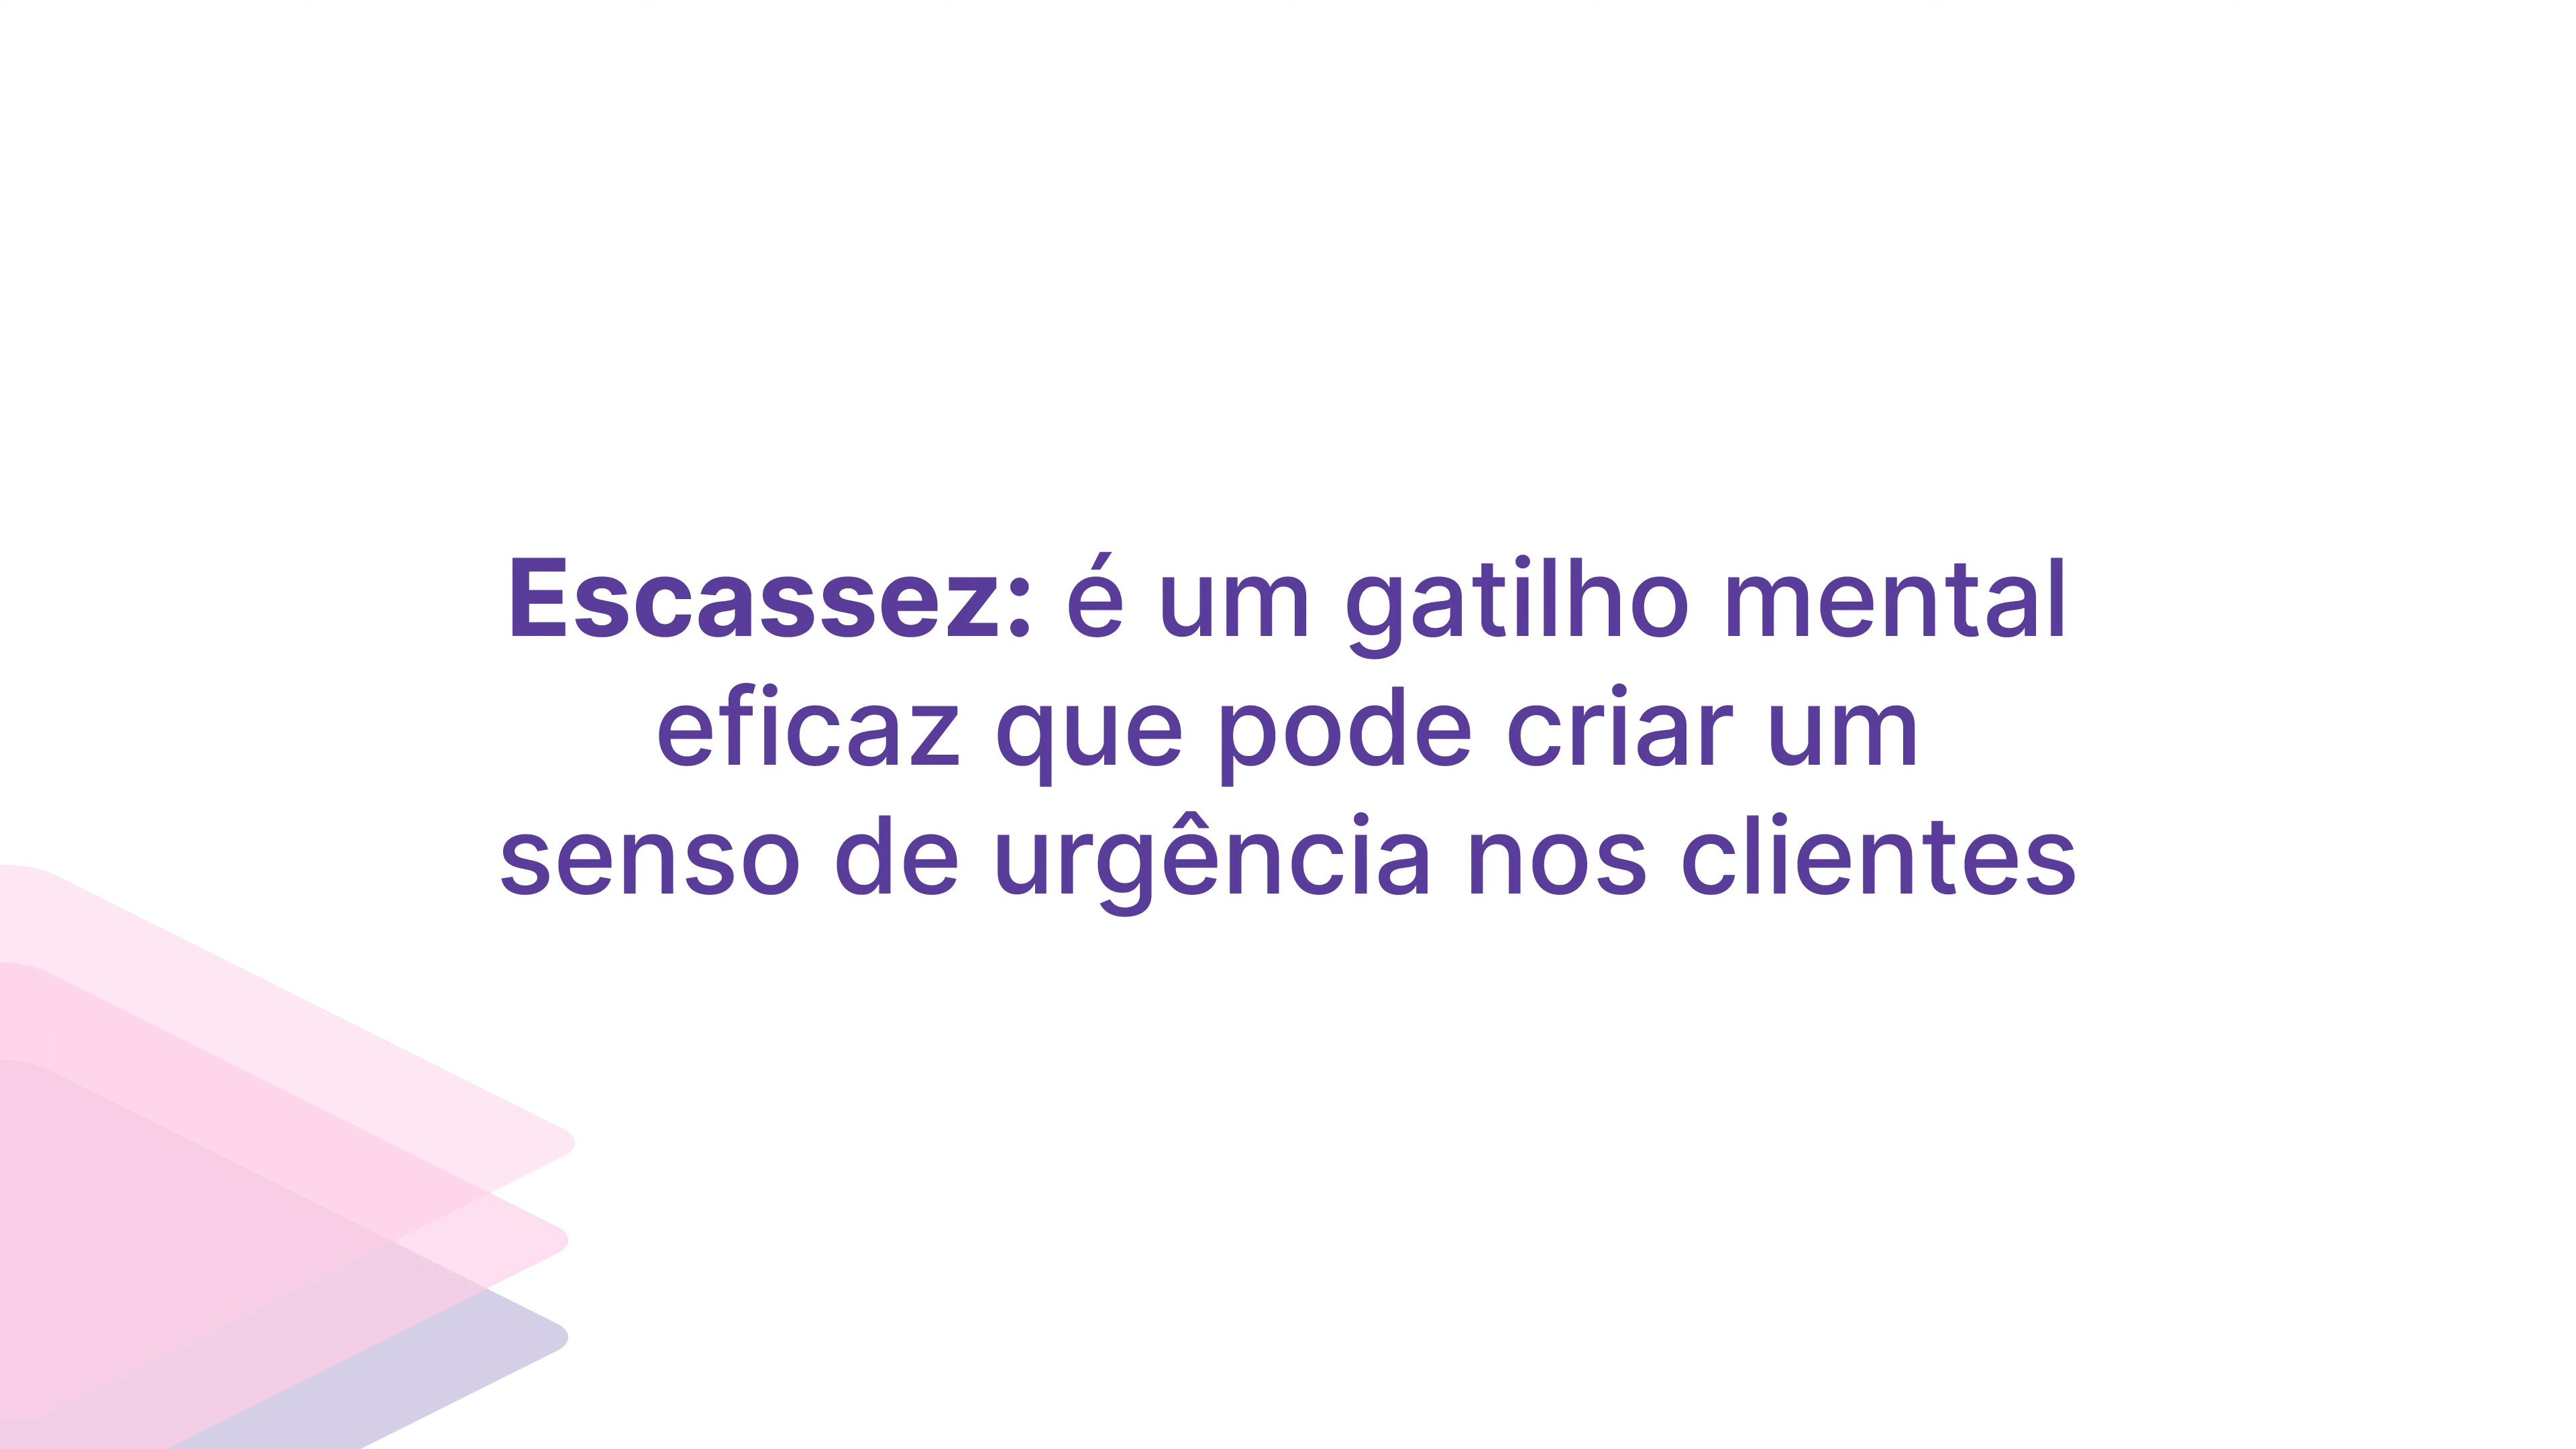 Escassez: é um gatilho mental
eficaz que pode criar um
senso de urgência nos clientes